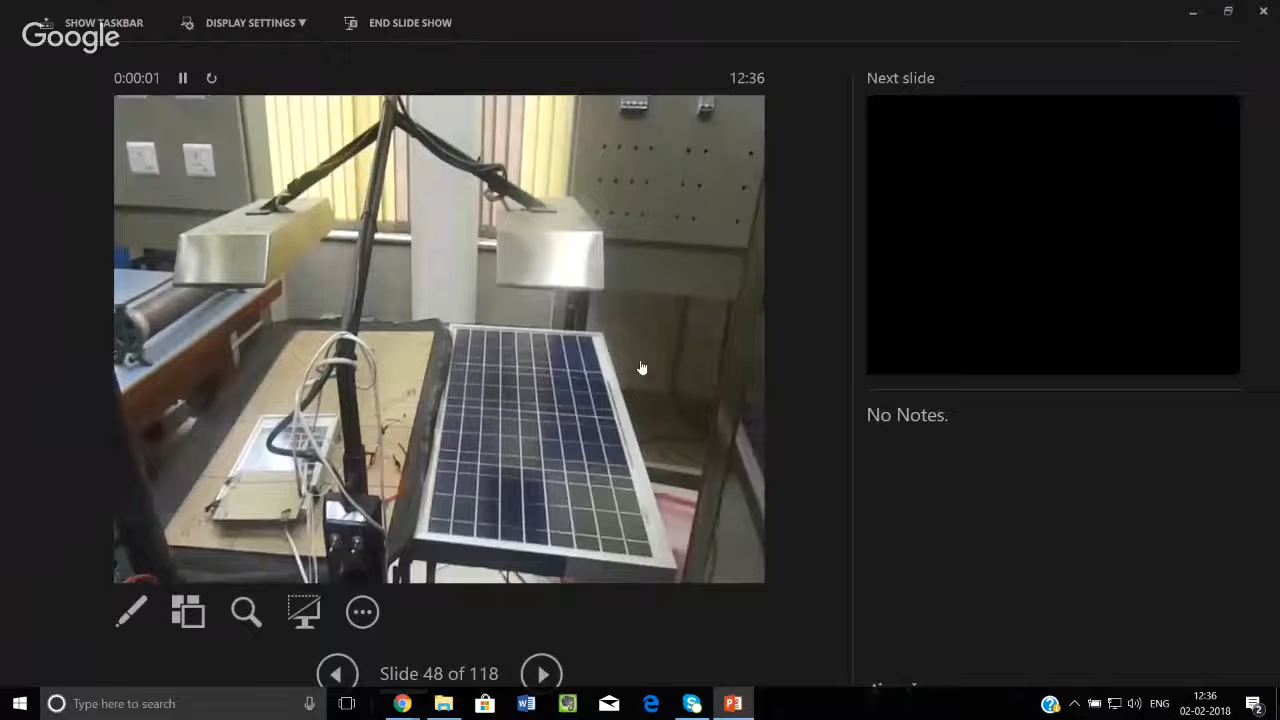 SHOW TASKBAR DISPLAY SETTINGS ▾ END SLIDE SHOW
Google
0:00:01 12:36 Next slide
No Notes.
Slide 48 of 118
Type here to search ENG 12:36
02-02-2018 2